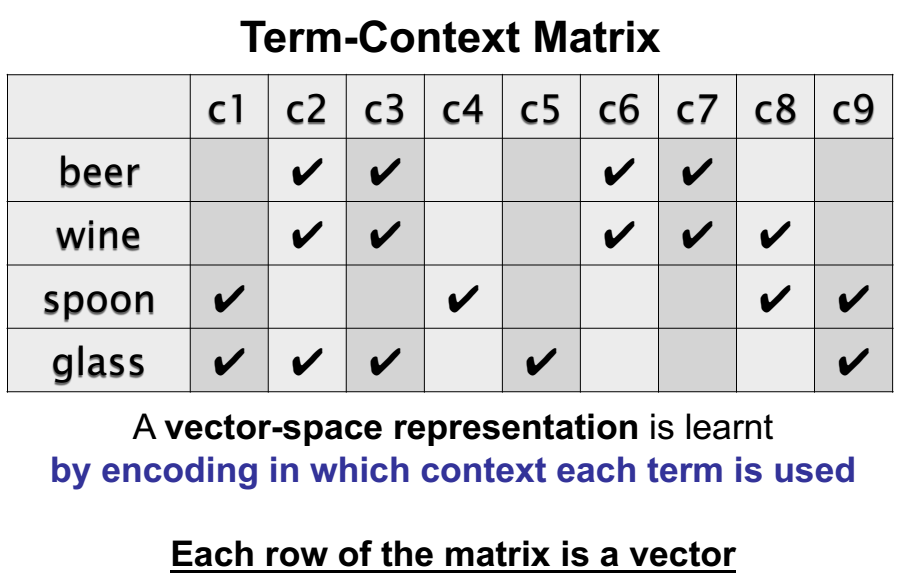 Term-Context Matrix
c1 c2 c3 c4 c5 c6 c7 c8 c9
beer ✔ ✔ ✔ ✔
wine ✔ ✔ ✔ ✔ ✔
spoon ✔ ✔ ✔ ✔
glass ✔ ✔ ✔ ✔ ✔
A vector-space representation is learnt
by encoding in which context each term is used
Each row of the matrix is a vector